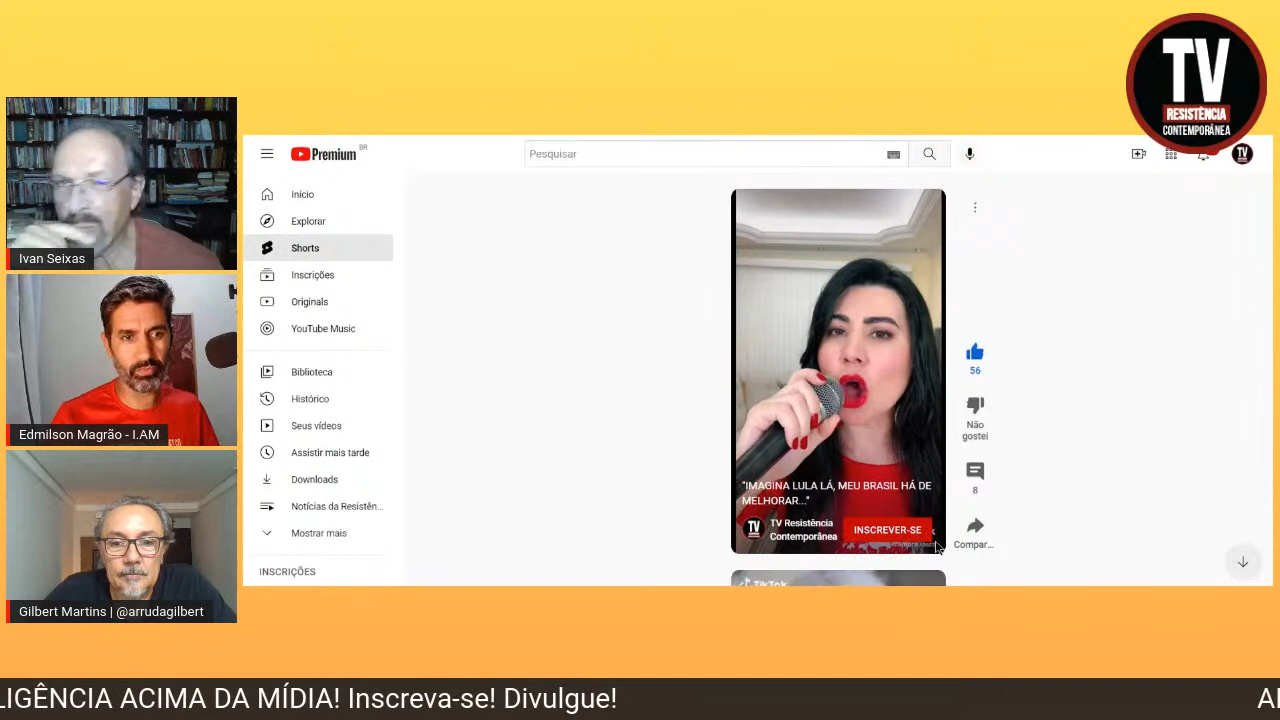 TV
RESISTÊNCIA
CONTEMPORÂNEA
Ivan Seixas
Edmilson Magrão - I.AM
Gilbert Martins | @arrudagilbert
Premium BR
Pesquisar
TV
Início
Explorar
Shorts
Inscrições
Originals
YouTube Music
Biblioteca
Histórico
Seus vídeos
Assistir mais tarde
Downloads
Notícias da Resistên...
Mostrar mais
INSCRIÇÕES
"IMAGINA LULA LÁ, MEU BRASIL HÁ DE
MELHORAR..."
TV
TV Resistência
Contemporânea
INSCREVER-SE
56
Não
gostei
8
Compar...
TikTok
LIGÊNCIA ACIMA DA MÍDIA! Inscreva-se! Divulgue!